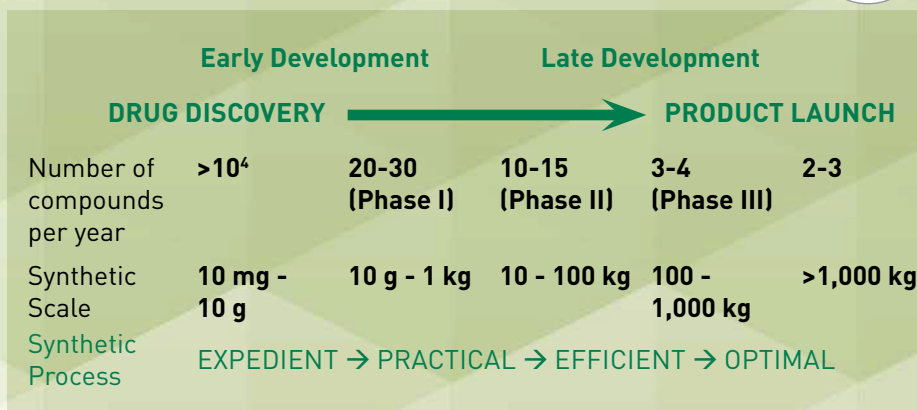 Early Development Late Development
DRUG DISCOVERY PRODUCT LAUNCH
Number of >10⁴ 20-30 10-15 3-4 2-3
compounds (Phase I) (Phase II) (Phase III)
per year
Synthetic 10 mg - 10 g - 1 kg 10 - 100 kg 100 - >1,000 kg
Scale 10 g 1,000 kg
Synthetic
Process EXPEDIENT → PRACTICAL → EFFICIENT → OPTIMAL